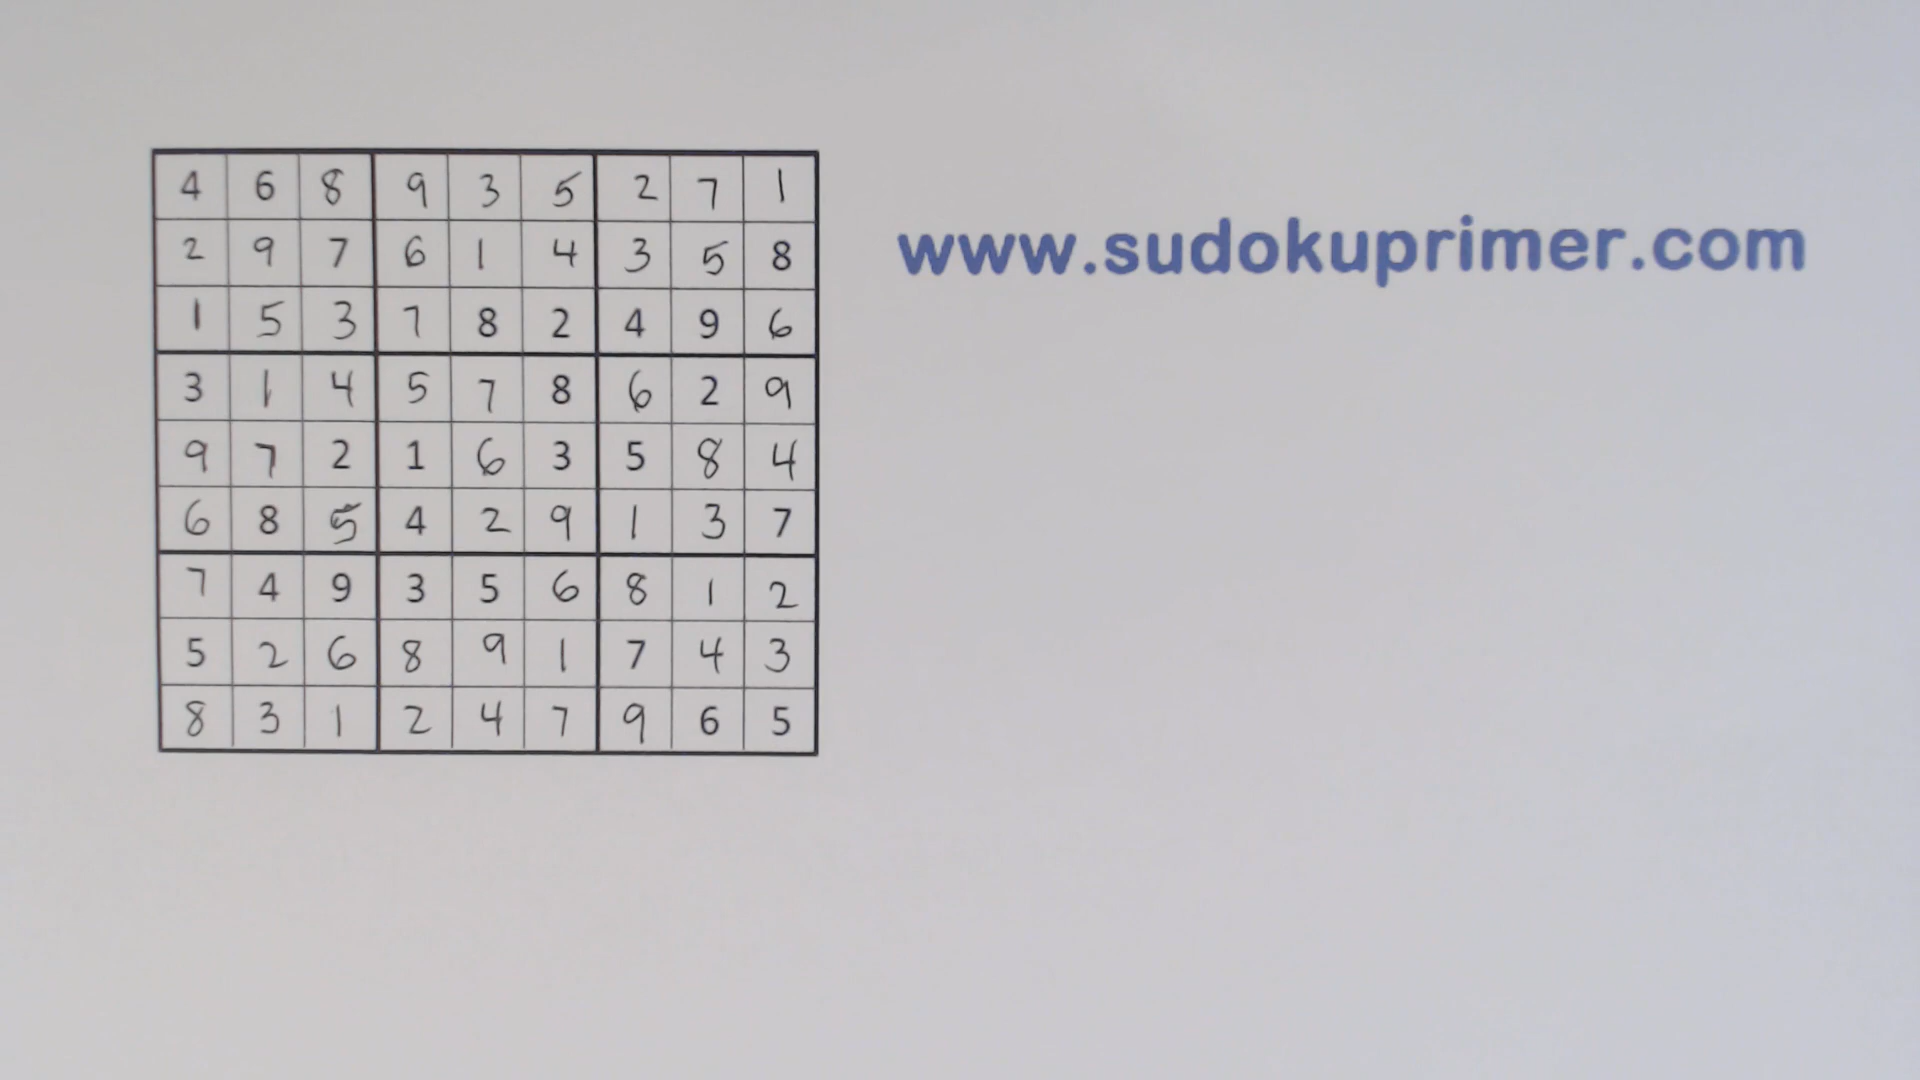 4 6 8 9 3 5 2 7 1
www.sudokuprimer.com
2 9 7 6 1 4 3 5 8
1 5 3 7 8 2 4 9 6
3 1 4 5 7 8 6 2 9
9 7 2 1 6 3 5 8 4
6 8 5 4 2 9 1 3 7
7 4 9 3 5 6 8 1 2
5 2 6 8 9 1 7 4 3
8 3 1 2 4 7 9 6 5